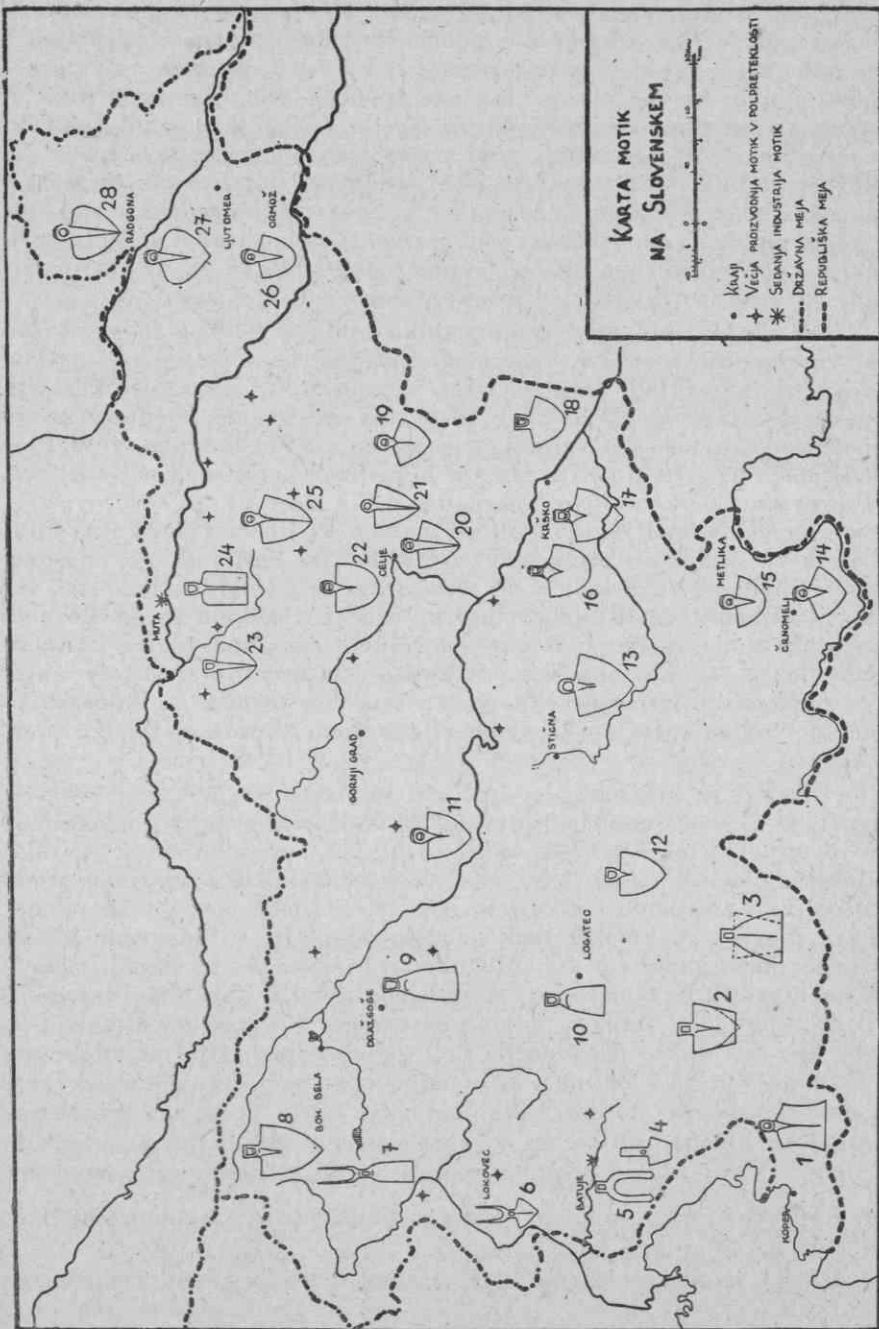 KARTA MOTIK
NA SLOVENSKEM
KRAJI
VEČJA PROIZVODNJA MOTIK V POLPRETEKLOSTI
SEDANJA INDUSTRIJA MOTIK
DRŽAVNA MEJA
REPUBLIŠKA MEJA
28
RADGONA
27
LJUTOMER
26
ORMOŽ
MUTA
24
25
23
22
CELJE
21
19
20
18
KRŠKO
17
16
METLIKA
15
ČRNOMELJ
14
13
STIČNA
GORNJI GRAD
11
12
LOGATEC
10
9
DRAŽGOŠE
BOH. BELA
8
7
LOKOVEC
6
BATUJE
5
4
3
2
1
KOPER